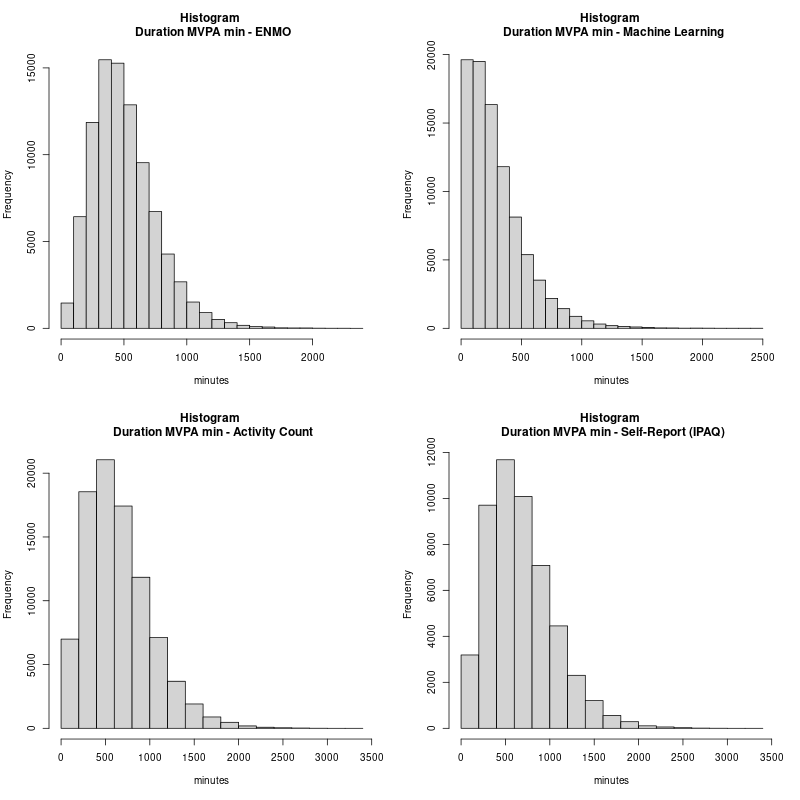 Histogram
Duration MVPA min - ENMO
Frequency
0
5000
10000
15000
0 500 1000 1500 2000
minutes
Histogram
Duration MVPA min - Machine Learning
Frequency
0
5000
10000
15000
20000
0 500 1000 1500 2000 2500
minutes
Histogram
Duration MVPA min - Activity Count
Frequency
0
5000
10000
15000
20000
0 500 1000 1500 2000 2500 3000 3500
minutes
Histogram
Duration MVPA min - Self-Report (IPAQ)
Frequency
0
2000
4000
6000
8000
10000
12000
0 500 1000 1500 2000 2500 3000 3500
minutes